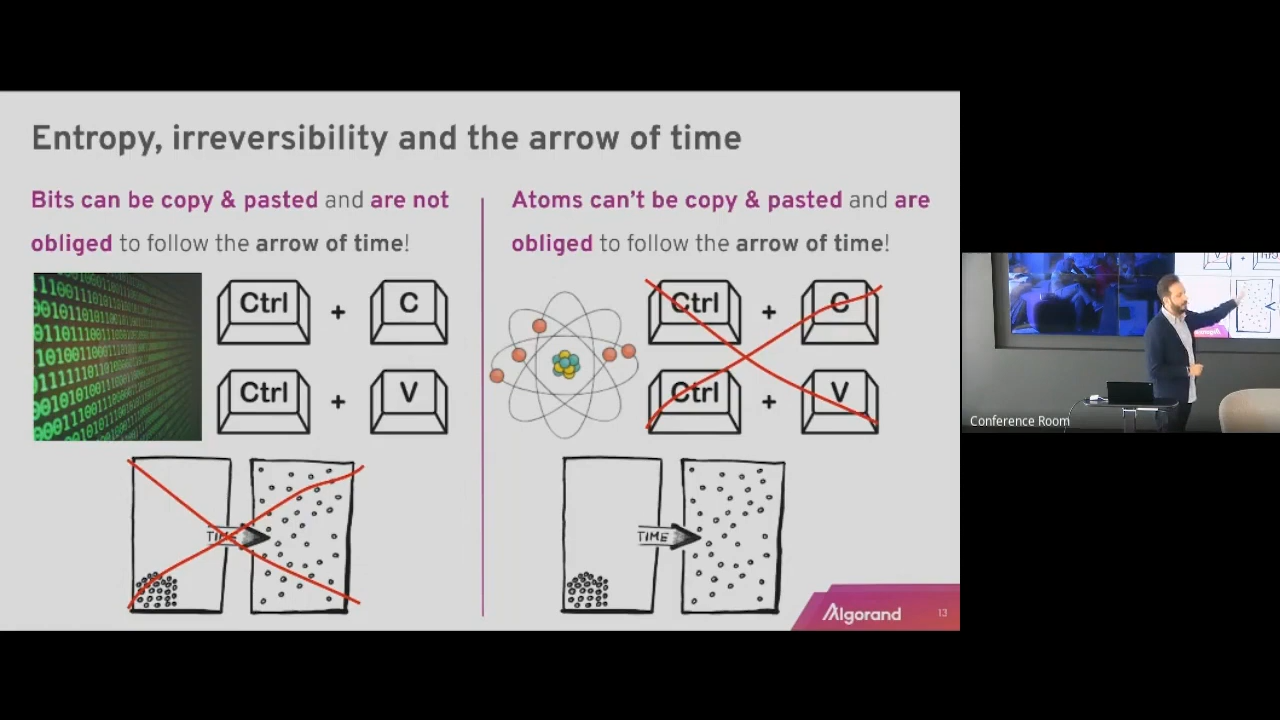 Entropy, irreversibility and the arrow of time
Bits can be copy & pasted and are not
obliged to follow the arrow of time!
Ctrl + C
Ctrl + V
TIME
Atoms can't be copy & pasted and are
obliged to follow the arrow of time!
Ctrl + C
Ctrl + V
TIME
Algorand
13
Conference Room